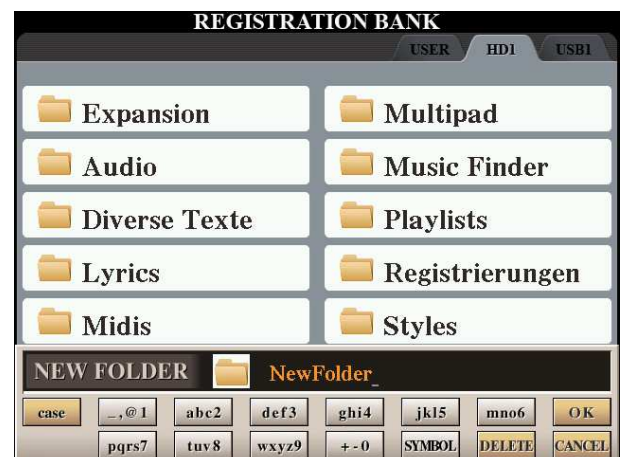 REGISTRATION BANK
USER HD1 USB1
Expansion Multipad
Audio Music Finder
Diverse Texte Playlists
Lyrics Registrierungen
Midis Styles
NEW FOLDER NewFolder_
case _,@1 abc2 def3 ghi4 jkl5 mno6 OK
pqrs7 tuv8 wxyz9 +-0 SYMBOL DELETE CANCEL